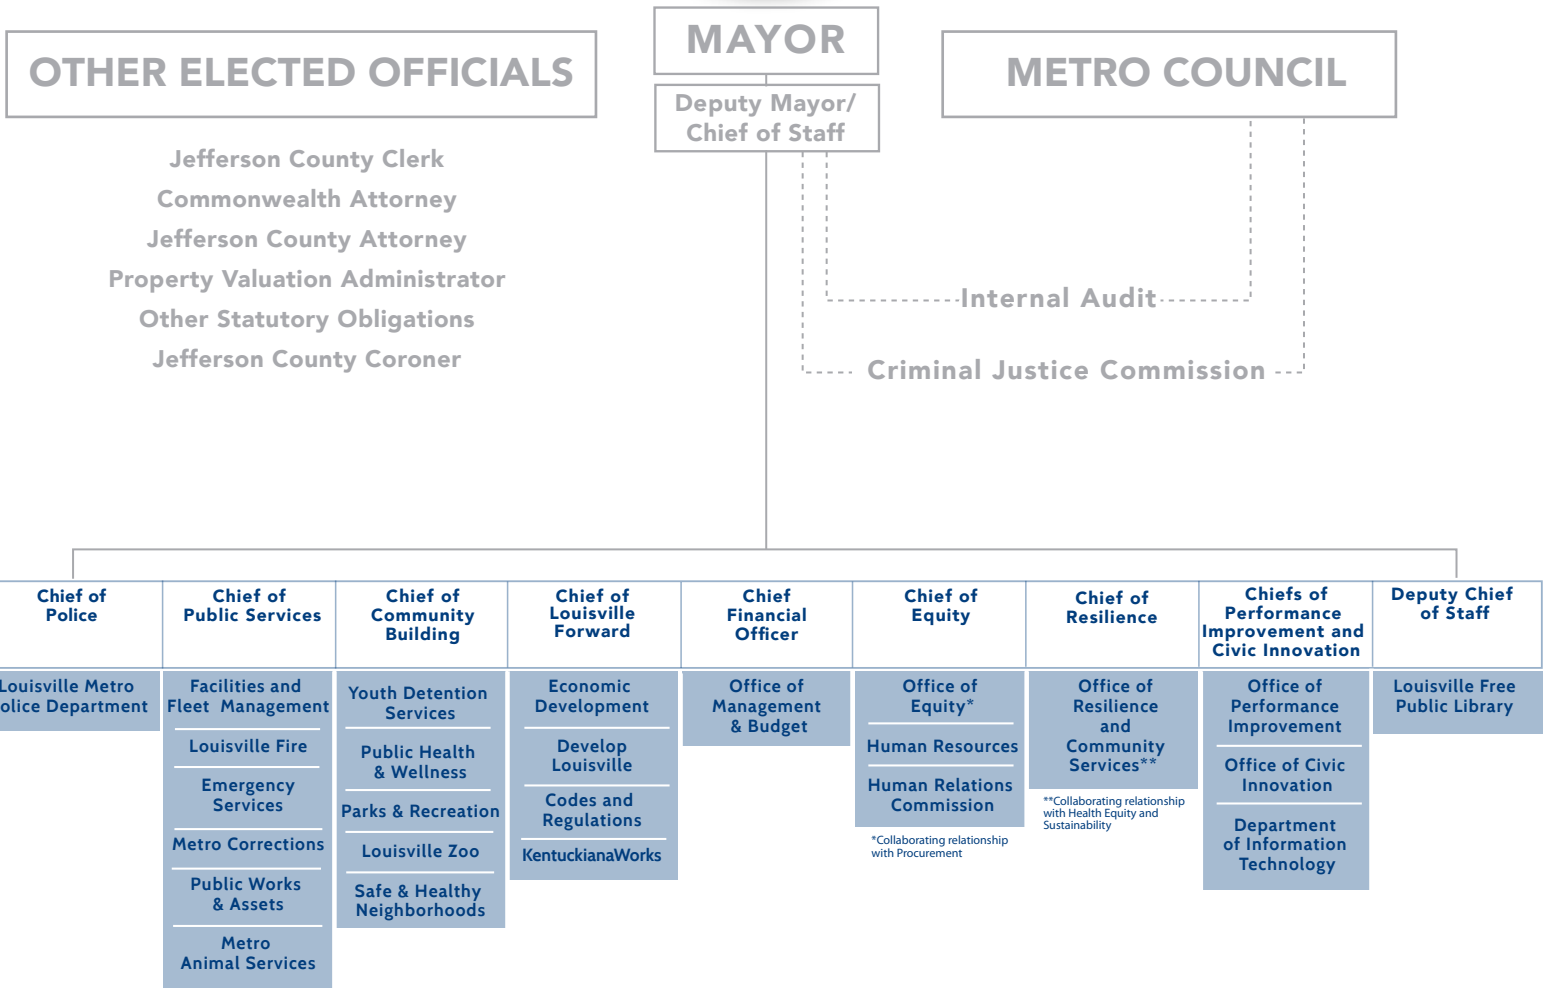 MAYOR
OTHER ELECTED OFFICIALS
METRO COUNCIL
Deputy Mayor/
Chief of Staff
Jefferson County Clerk
Commonwealth Attorney
Jefferson County Attorney
Property Valuation Administrator
Other Statutory Obligations
Jefferson County Coroner
Internal Audit
Criminal Justice Commission
Chief of
Police
Louisville Metro
Police Department
Chief of
Public Services
Facilities and
Fleet Management
Louisville Fire
Emergency
Services
Metro Corrections
Public Works
& Assets
Metro
Animal Services
Chief of
Community
Building
Youth Detention
Services
Public Health
& Wellness
Parks & Recreation
Louisville Zoo
Safe & Healthy
Neighborhoods
Chief of
Louisville
Forward
Economic
Development
Develop
Louisville
Codes and
Regulations
KentuckianaWorks
Chief
Financial
Officer
Office of
Management
& Budget
Chief of
Equity
Office of
Equity*
Human Resources
Human Relations
Commission
*Collaborating relationship
with Procurement
Chief of
Resilience
Office of
Resilience
and
Community
Services**
**Collaborating relationship
with Health Equity and
Sustainability
Chiefs of
Performance
Improvement and
Civic Innovation
Office of
Performance
Improvement
Office of Civic
Innovation
Department
of Information
Technology
Deputy Chief
of Staff
Louisville Free
Public Library